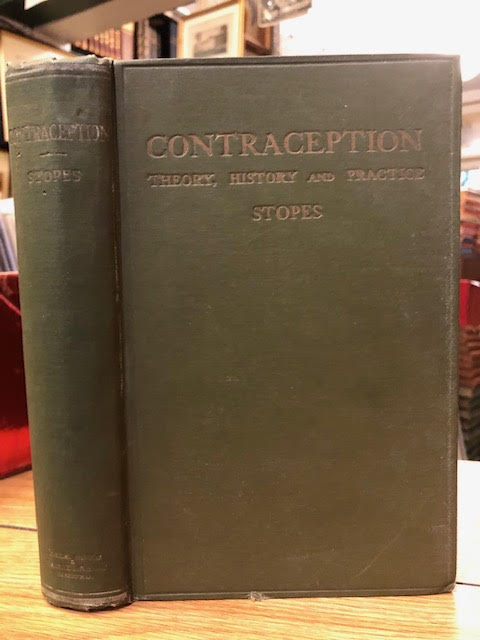 CONTRACEPTION
STOPES
CONTRACEPTION
THEORY, HISTORY AND PRACTICE
STOPES